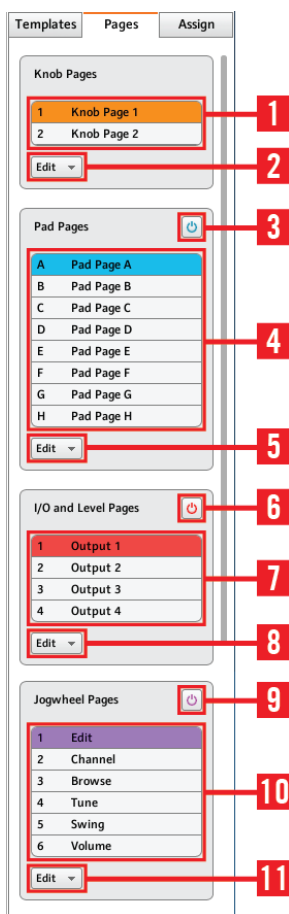 Templates Pages Assign
Knob Pages
1 Knob Page 1 1
2 Knob Page 2
Edit 2
Pad Pages 3
A Pad Page A
B Pad Page B
C Pad Page C
D Pad Page D 4
E Pad Page E
F Pad Page F
G Pad Page G
H Pad Page H
Edit 5
I/O and Level Pages 6
1 Output 1
2 Output 2 7
3 Output 3
4 Output 4
Edit 8
Jogwheel Pages 9
1 Edit
2 Channel
3 Browse
4 Tune 10
5 Swing
6 Volume
Edit 11